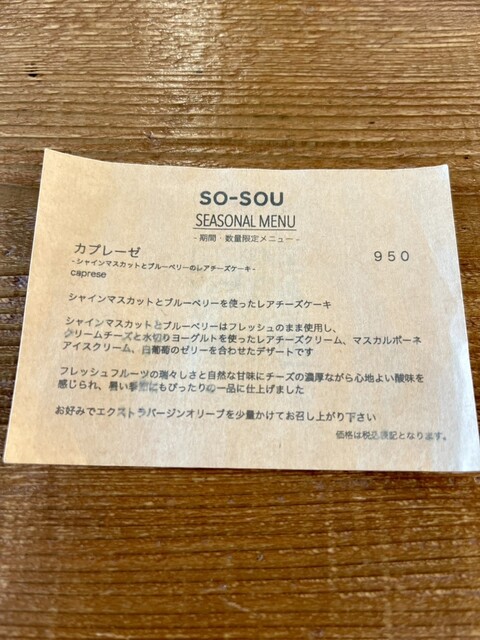 SO-SOU
SEASONAL MENU
- 期間・数量限定メニュー -
カプレーゼ 950
- シャインマスカットとブルーベリーのレアチーズケーキ -
caprese
シャインマスカットとブルーベリーを使ったレアチーズケーキ
シャインマスカットとブルーベリーはフレッシュのまま使用し、
クリームチーズと水切りヨーグルトを使ったレアチーズクリーム、マスカルポーネ
アイスクリーム、白葡萄のゼリーを合わせたデザートです
フレッシュフルーツの瑞々しさと自然な甘味にチーズの濃厚ながら心地よい酸味を
感じられ、暑い季節にもぴったりの一品に仕上げました
お好みでエクストラバージンオリーブを少量かけてお召し上がり下さい
価格は税込表記となります。